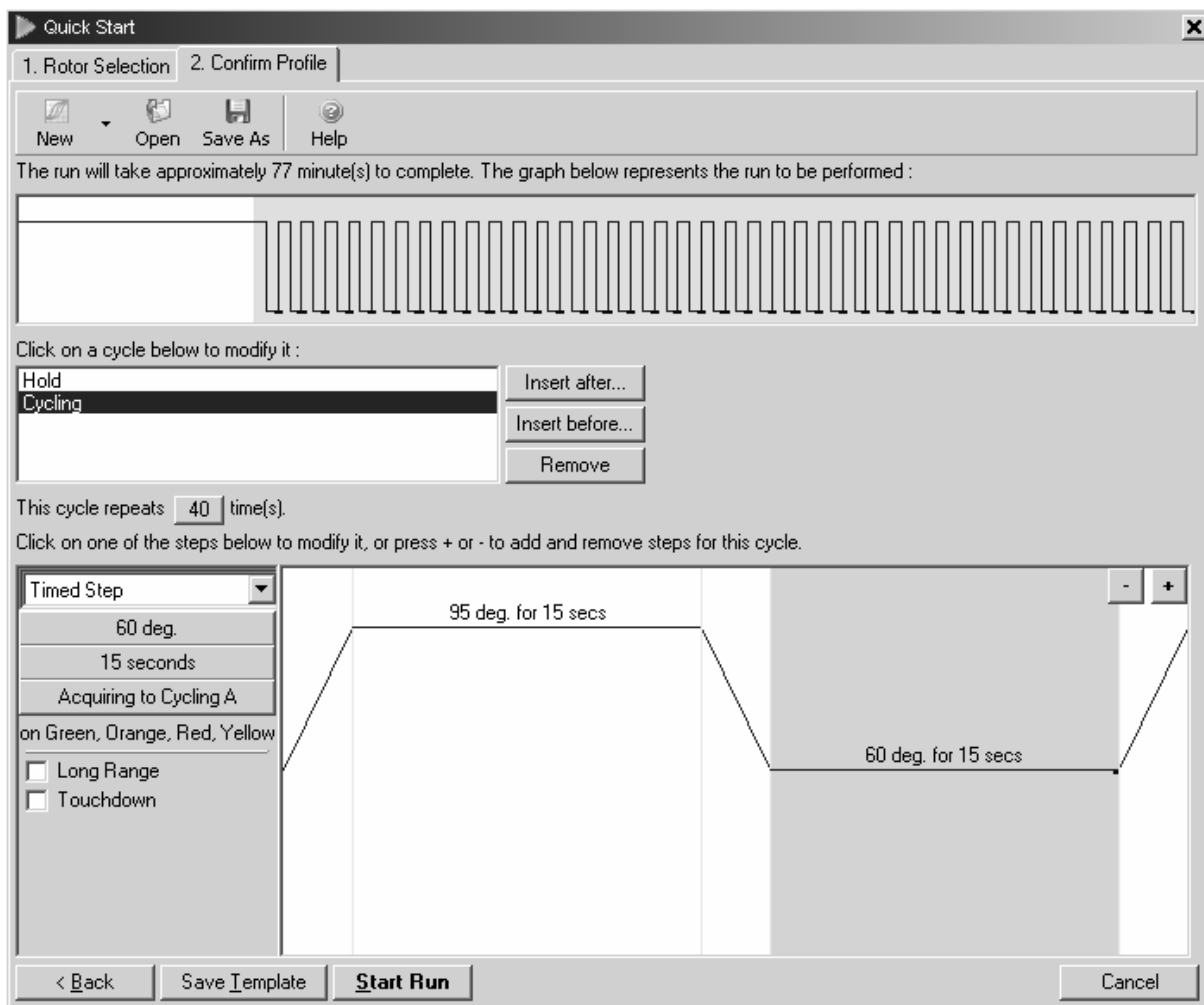 Quick Start
1. Rotor Selection 2. Confirm Profile
New Open Save As Help
The run will take approximately 77 minute(s) to complete. The graph below represents the run to be performed :
Click on a cycle below to modify it :
Hold
Cycling
Insert after...
Insert before...
Remove
This cycle repeats 40 time(s).
Click on one of the steps below to modify it, or press + or - to add and remove steps for this cycle.
Timed Step
60 deg.
15 seconds
Acquiring to Cycling A
on Green, Orange, Red, Yellow
Long Range
Touchdown
95 deg. for 15 secs
60 deg. for 15 secs
- +
< Back Save Template Start Run Cancel